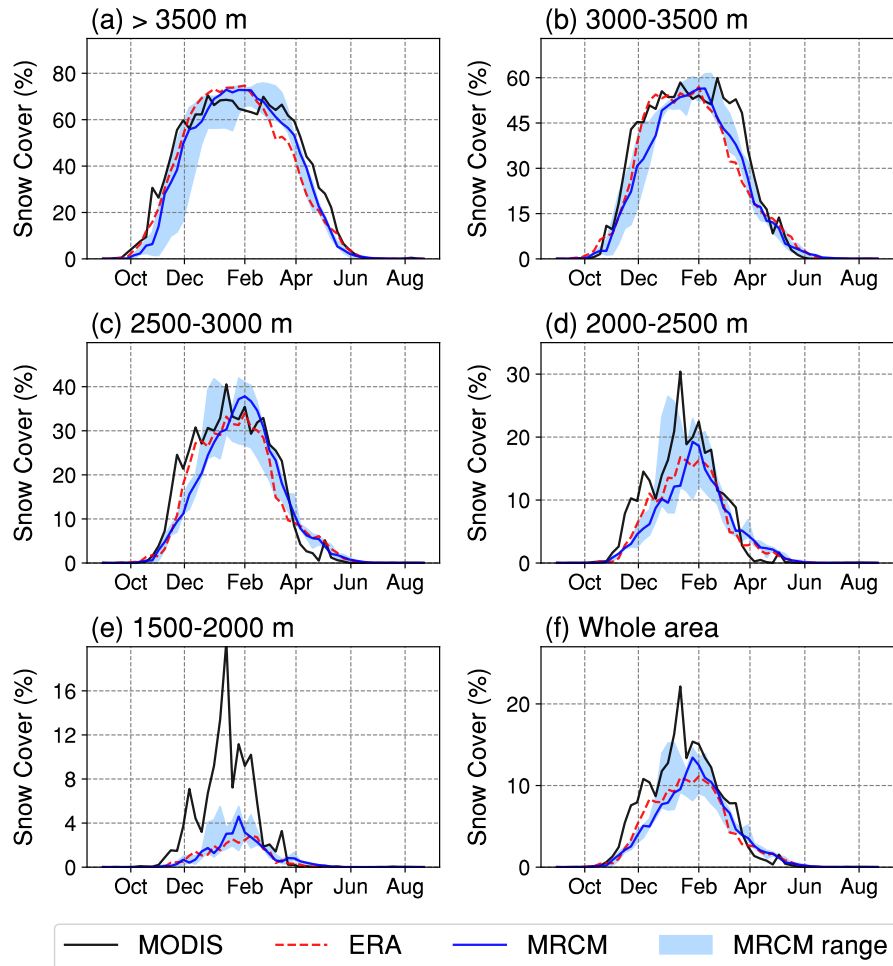 (a) > 3500 m
Snow Cover (%)
80
60
40
20
0
Oct Dec Feb Apr Jun Aug
(b) 3000-3500 m
Snow Cover (%)
60
45
30
15
0
Oct Dec Feb Apr Jun Aug
(c) 2500-3000 m
Snow Cover (%)
40
30
20
10
0
Oct Dec Feb Apr Jun Aug
(d) 2000-2500 m
Snow Cover (%)
30
20
10
0
Oct Dec Feb Apr Jun Aug
(e) 1500-2000 m
Snow Cover (%)
16
12
8
4
0
Oct Dec Feb Apr Jun Aug
(f) Whole area
Snow Cover (%)
20
10
0
Oct Dec Feb Apr Jun Aug
MODIS ERA MRCM MRCM range